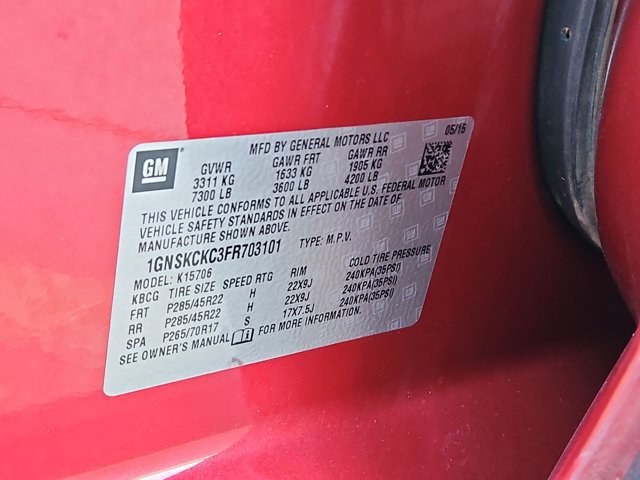 MFD BY GENERAL MOTORS LLC 05/15
GM GVWR GAWR FRT GAWR RR
3311 KG 1633 KG 1905 KG
7300 LB 3600 LB 4200 LB
THIS VEHICLE CONFORMS TO ALL APPLICABLE U.S. FEDERAL MOTOR
VEHICLE SAFETY STANDARDS IN EFFECT ON THE DATE OF
MANUFACTURE SHOWN ABOVE.
1GNSKCKC3FR703101 TYPE: M.P.V.
MODEL: K15706
KBCG TIRE SIZE SPEED RTG RIM COLD TIRE PRESSURE
FRT P285/45R22 H 22X9J 240KPA(35PSI)
RR P285/45R22 H 22X9J 240KPA(35PSI)
SPA P265/70R17 S 17X7.5J 240KPA(35PSI)
SEE OWNER'S MANUAL FOR MORE INFORMATION.